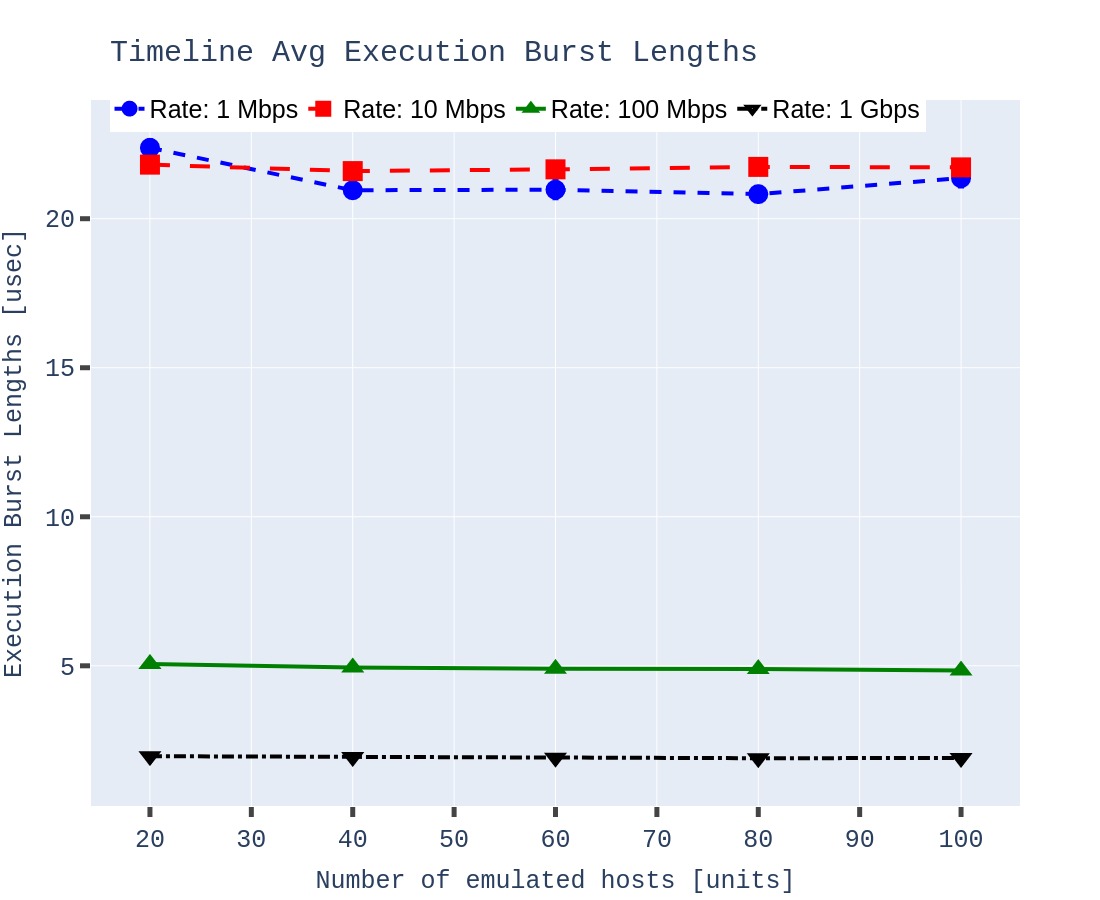 Timeline Avg Execution Burst Lengths
Rate: 1 Mbps Rate: 10 Mbps Rate: 100 Mbps Rate: 1 Gbps
Execution Burst Lengths [usec]
20
15
10
5
20 30 40 50 60 70 80 90 100
Number of emulated hosts [units]